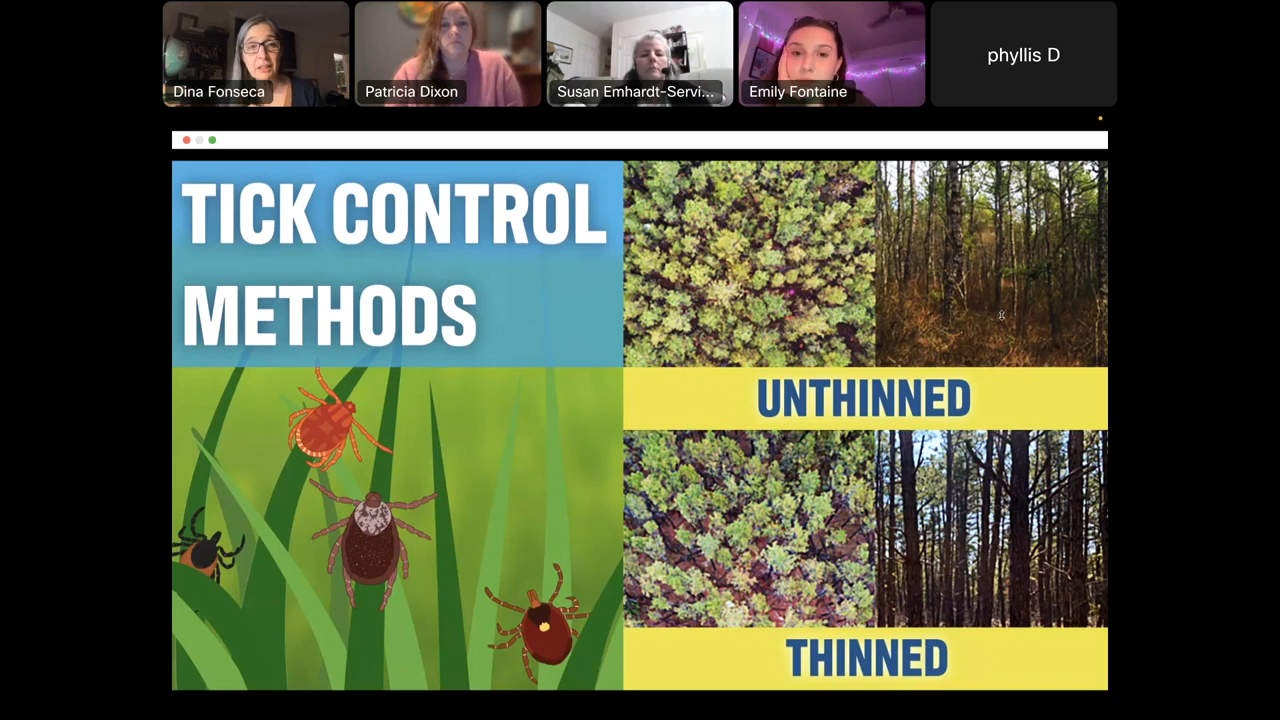 Dina Fonseca
Patricia Dixon
Susan Emhardt-Servi...
Emily Fontaine
phyllis D
TICK CONTROL
METHODS
UNTHINNED
THINNED